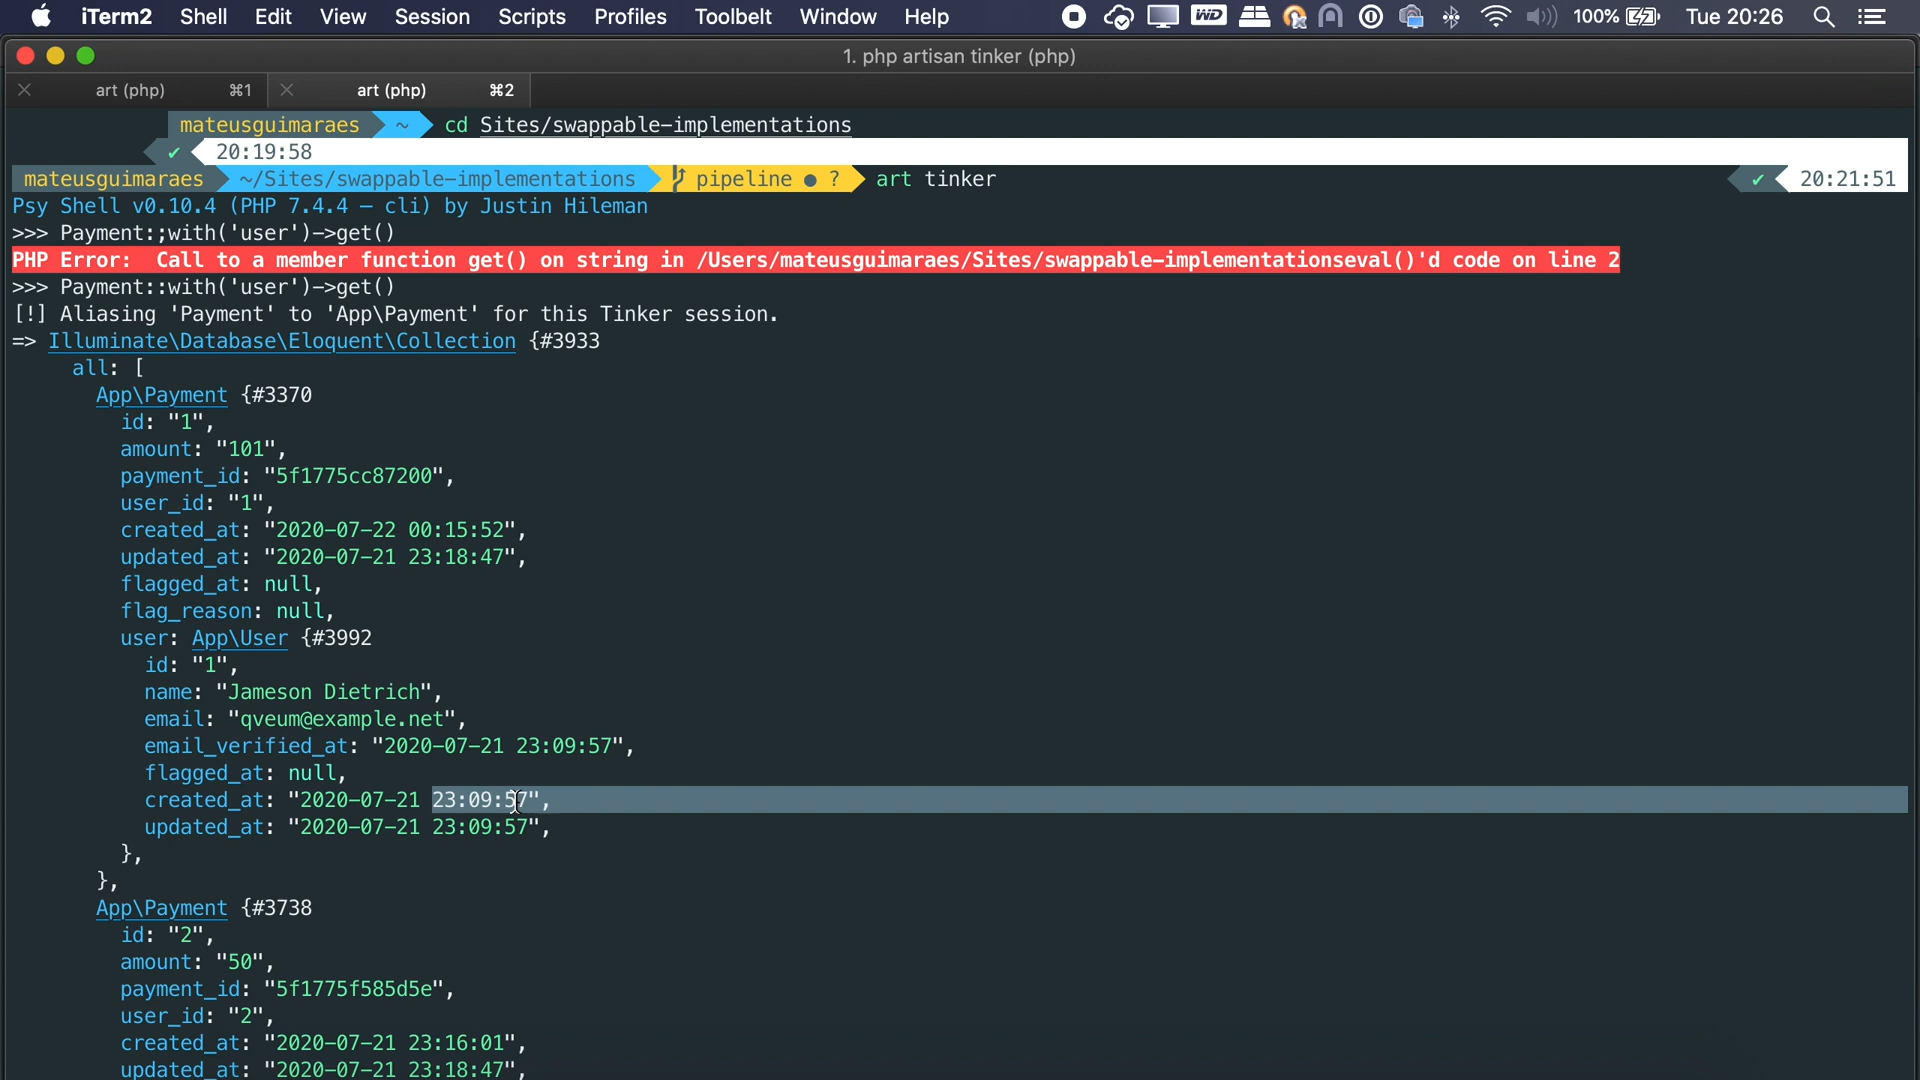 iTerm2 Shell Edit View Session Scripts Profiles Toolbelt Window Help WD 100% Tue 20:26
1. php artisan tinker (php)
art (php) ⌘1 art (php) ⌘2
mateusguimaraes ~ cd Sites/swappable-implementations
✔ 20:19:58
mateusguimaraes ~/Sites/swappable-implementations pipeline ● ? art tinker ✔ 20:21:51
Psy Shell v0.10.4 (PHP 7.4.4 — cli) by Justin Hileman
>>> Payment:;with('user')->get()
PHP Error:  Call to a member function get() on string in /Users/mateusguimaraes/Sites/swappable-implementationseval()'d code on line 2
>>> Payment::with('user')->get()
[!] Aliasing 'Payment' to 'App\Payment' for this Tinker session.
=> Illuminate\Database\Eloquent\Collection {#3933
all: [
App\Payment {#3370
id: "1",
amount: "101",
payment_id: "5f1775cc87200",
user_id: "1",
created_at: "2020-07-22 00:15:52",
updated_at: "2020-07-21 23:18:47",
flagged_at: null,
flag_reason: null,
user: App\User {#3992
id: "1",
name: "Jameson Dietrich",
email: "qveum@example.net",
email_verified_at: "2020-07-21 23:09:57",
flagged_at: null,
created_at: "2020-07-21 23:09:57",
updated_at: "2020-07-21 23:09:57",
},
},
App\Payment {#3738
id: "2",
amount: "50",
payment_id: "5f1775f585d5e",
user_id: "2",
created_at: "2020-07-21 23:16:01",
updated_at: "2020-07-21 23:18:47",